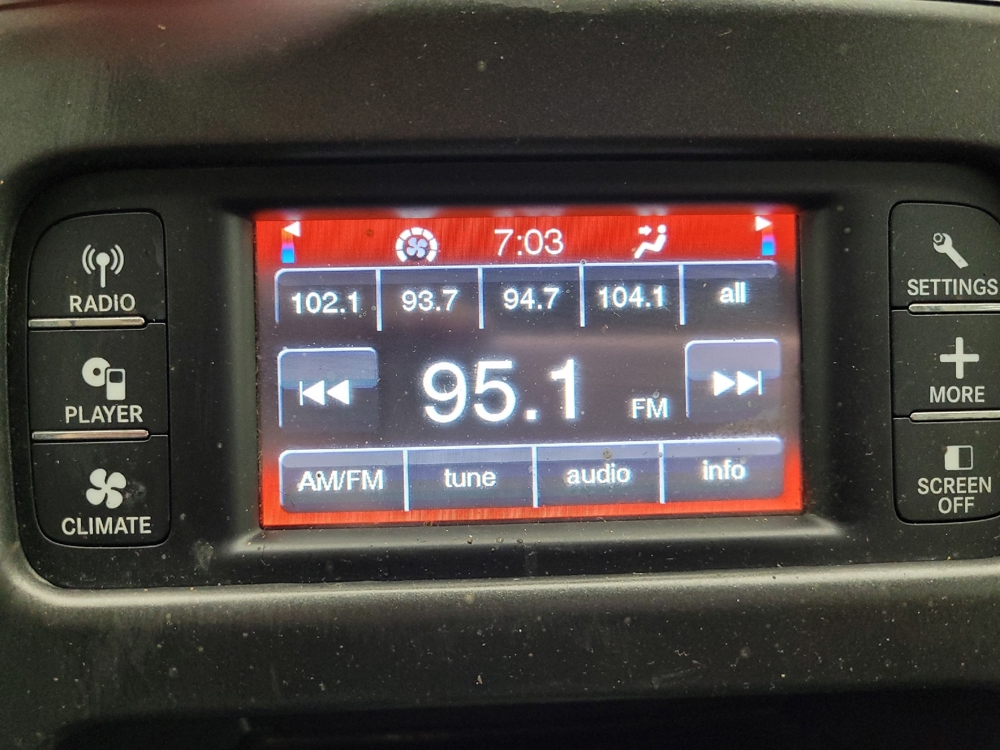 RADIO
PLAYER
CLIMATE
7:03
102.1 93.7 94.7 104.1 all
95.1 FM
AM/FM tune audio info
SETTINGS
MORE
SCREEN
OFF